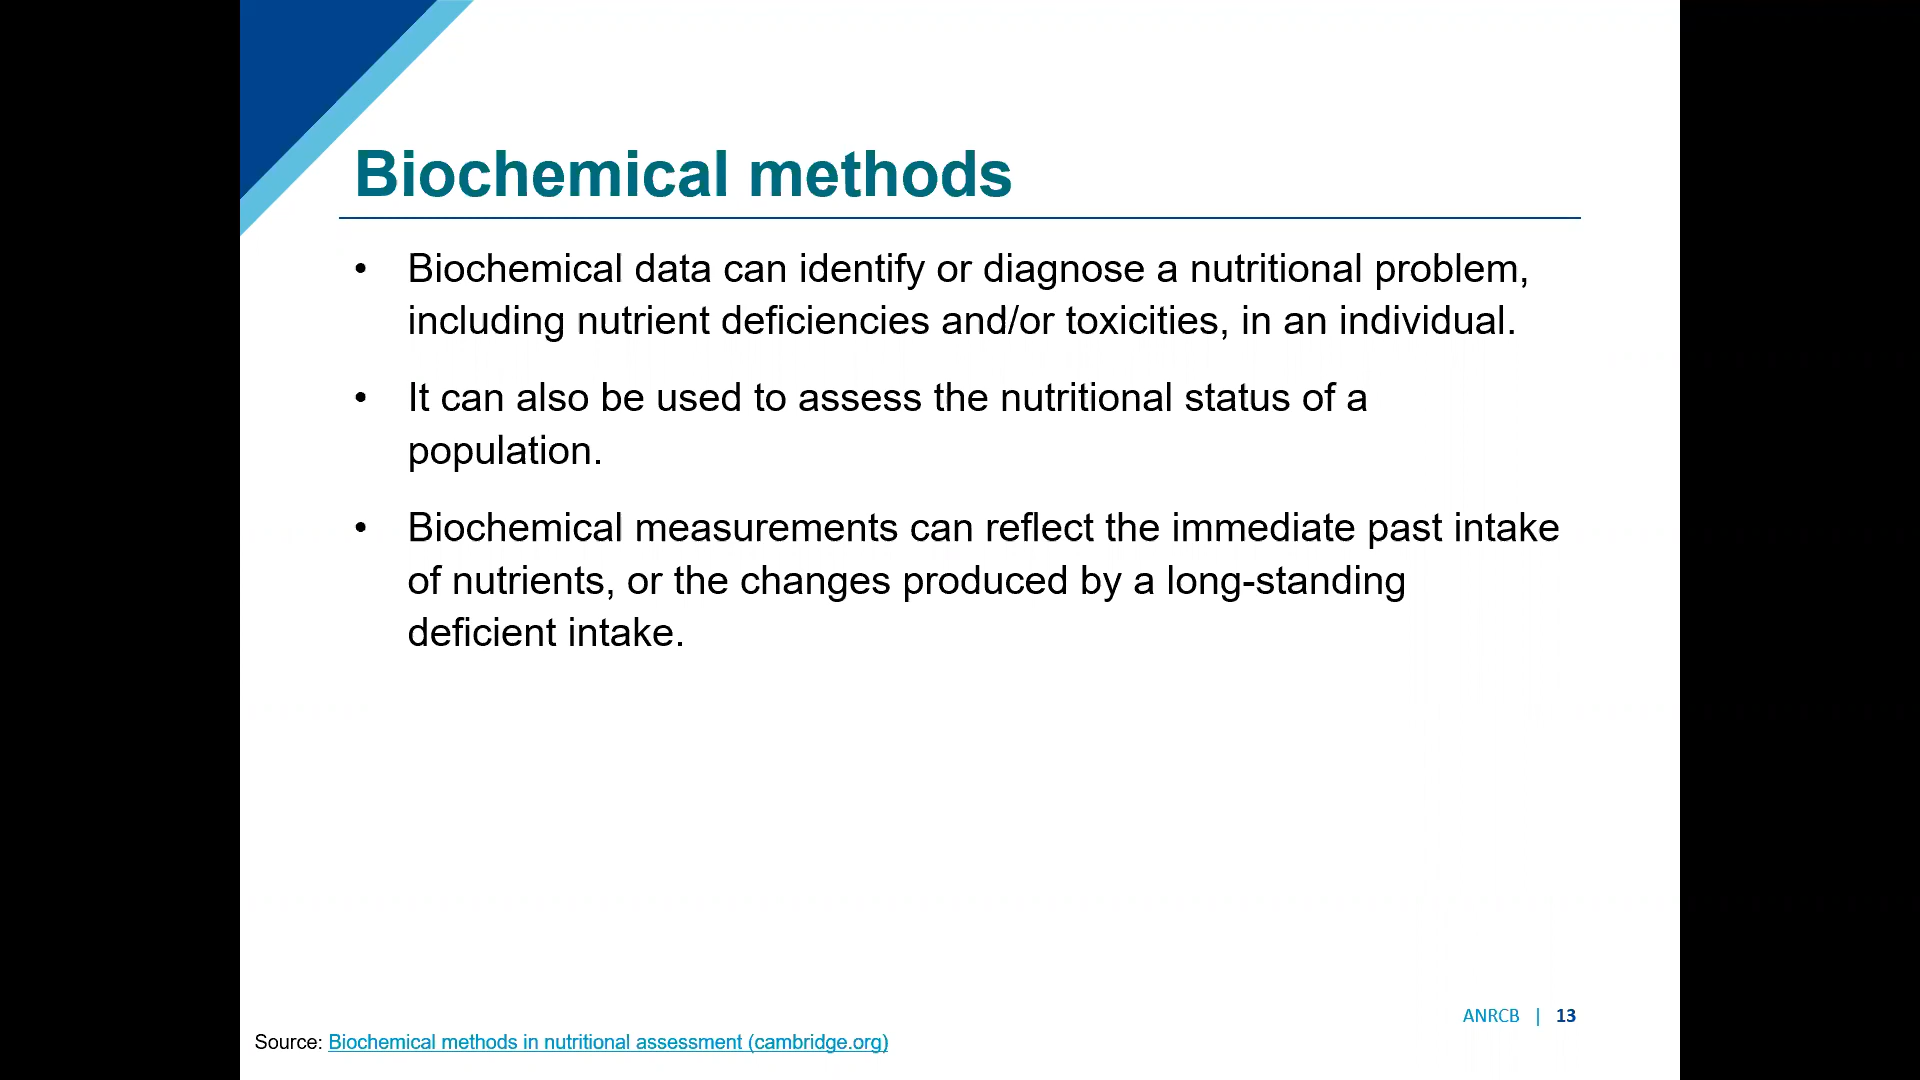 Biochemical methods
• Biochemical data can identify or diagnose a nutritional problem,
including nutrient deficiencies and/or toxicities, in an individual.
• It can also be used to assess the nutritional status of a
population.
• Biochemical measurements can reflect the immediate past intake
of nutrients, or the changes produced by a long-standing
deficient intake.
ANRCB | 13
Source: Biochemical methods in nutritional assessment (cambridge.org)